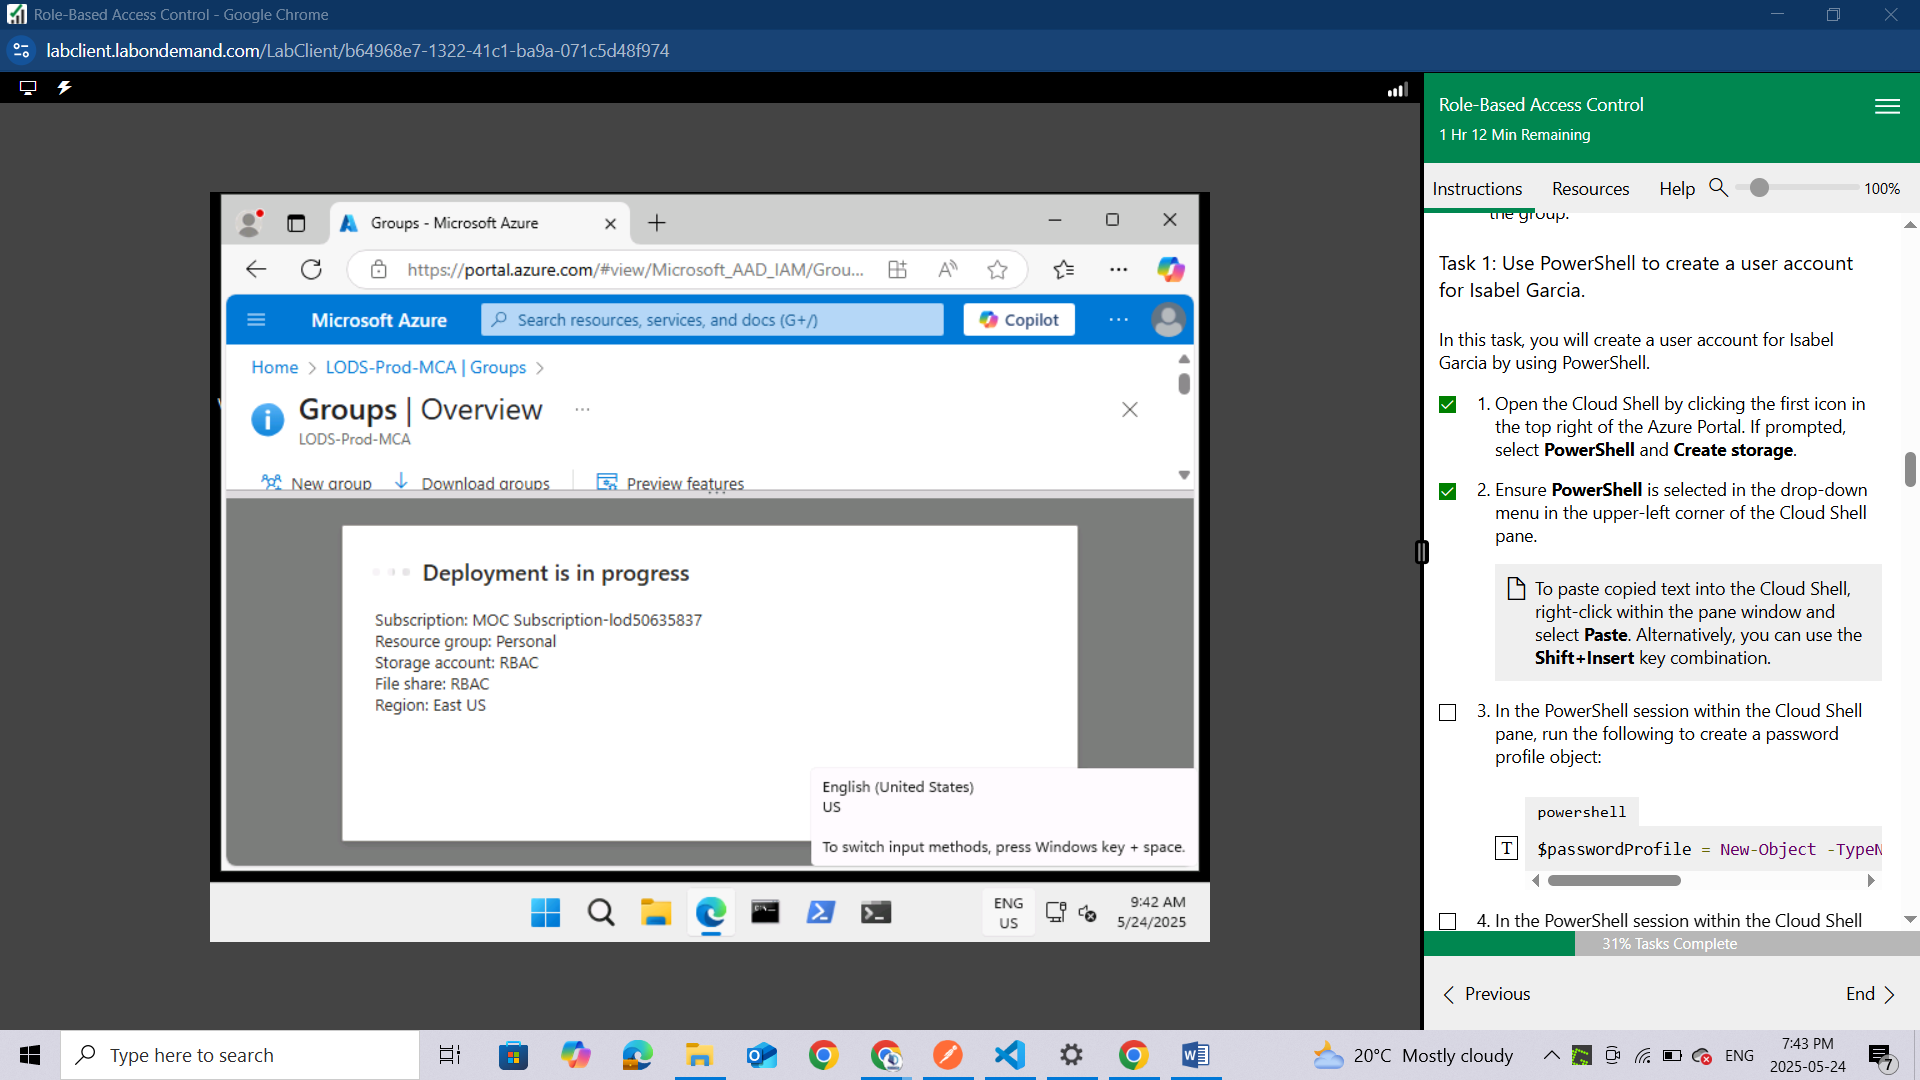 Role-Based Access Control - Google Chrome
labclient.labondemand.com/LabClient/b64968e7-1322-41c1-ba9a-071c5d48f974
Role-Based Access Control
1 Hr 12 Min Remaining
Instructions Resources Help 100%
the group.
Task 1: Use PowerShell to create a user account
for Isabel Garcia.
In this task, you will create a user account for Isabel
Garcia by using PowerShell.
1. Open the Cloud Shell by clicking the first icon in
the top right of the Azure Portal. If prompted,
select PowerShell and Create storage.
2. Ensure PowerShell is selected in the drop-down
menu in the upper-left corner of the Cloud Shell
pane.
To paste copied text into the Cloud Shell,
right-click within the pane window and
select Paste. Alternatively, you can use the
Shift+Insert key combination.
3. In the PowerShell session within the Cloud Shell
pane, run the following to create a password
profile object:
powershell
T
$passwordProfile = New-Object -TypeN
4. In the PowerShell session within the Cloud Shell
31% Tasks Complete
Previous
End
Groups - Microsoft Azure
https://portal.azure.com/#view/Microsoft_AAD_IAM/Grou...
Microsoft Azure
Search resources, services, and docs (G+/)
Copilot
Home > LODS-Prod-MCA | Groups >
Groups | Overview
LODS-Prod-MCA
New group
Download groups
Preview features
Deployment is in progress
Subscription: MOC Subscription-lod50635837
Resource group: Personal
Storage account: RBAC
File share: RBAC
Region: East US
English (United States)
US
To switch input methods, press Windows key + space.
ENG
US
9:42 AM
5/24/2025
Type here to search
20°C Mostly cloudy
ENG
7:43 PM
2025-05-24
7